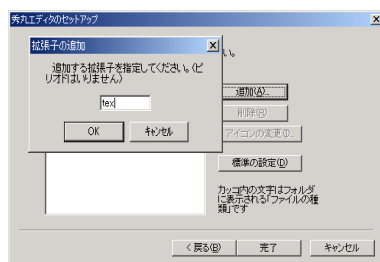 秀丸エディタのセットアップ
拡張子の追加
追加する拡張子を指定してください。(ピ
リオドはいりません)
い。
tex
OK
キャンセル
追加(A)...
削除(R)
アイコンの変更(I)...
標準の設定(D)
カッコ内の文字はフォルダ
に表示される「ファイルの種
類」です
< 戻る(B)
完了
キャンセル